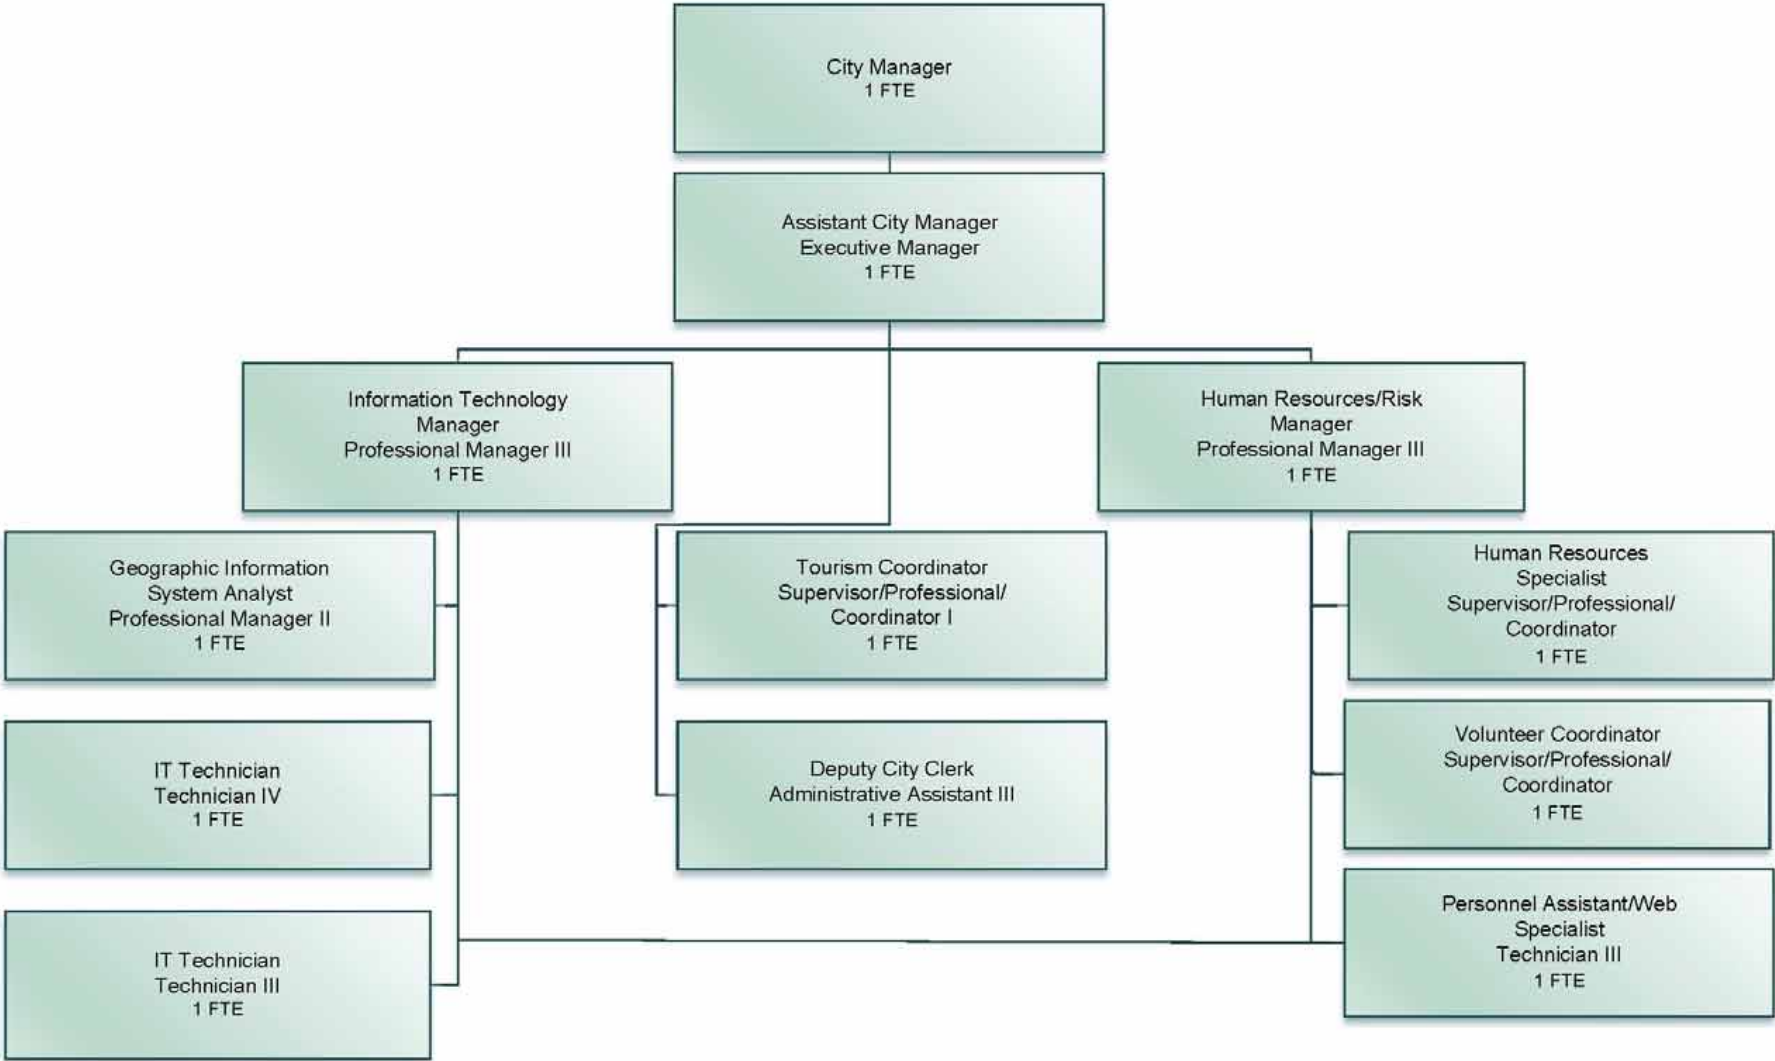 City Manager
1 FTE
Assistant City Manager
Executive Manager
1 FTE
Information Technology
Manager
Professional Manager III
1 FTE
Human Resources/Risk
Manager
Professional Manager III
1 FTE
Geographic Information
System Analyst
Professional Manager II
1 FTE
Tourism Coordinator
Supervisor/Professional/
Coordinator I
1 FTE
Human Resources
Specialist
Supervisor/Professional/
Coordinator
1 FTE
IT Technician
Technician IV
1 FTE
Deputy City Clerk
Administrative Assistant III
1 FTE
Volunteer Coordinator
Supervisor/Professional/
Coordinator
1 FTE
IT Technician
Technician III
1 FTE
Personnel Assistant/Web
Specialist
Technician III
1 FTE